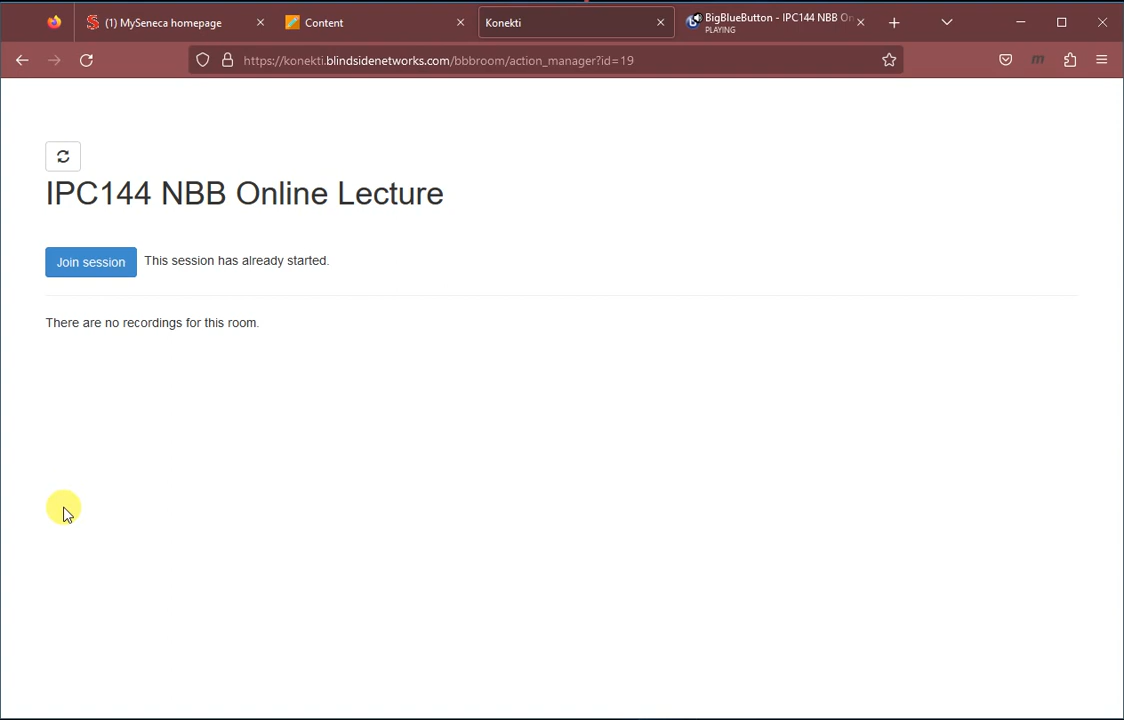 (1) MySeneca homepage
Content
Konekti
BigBlueButton - IPC144 NBB On
PLAYING
https://konekti.blindsidenetworks.com/bbbroom/action_manager?id=19
IPC144 NBB Online Lecture
Join session This session has already started.
There are no recordings for this room.